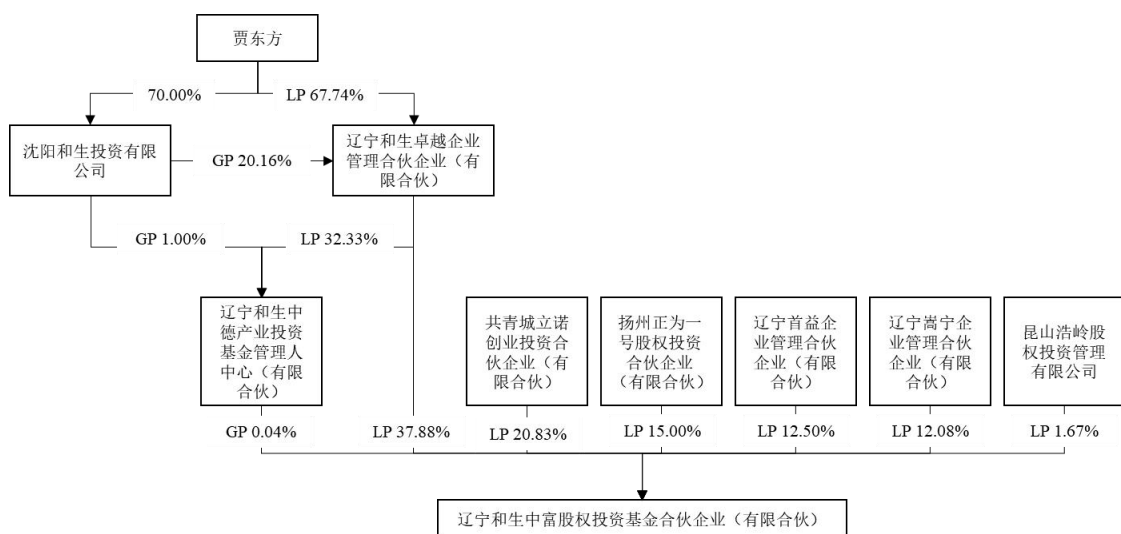 贾东方
70.00%
LP 67.74%
沈阳和生投资有限
公司
GP 20.16%
辽宁和生卓越企业
管理合伙企业（有
限合伙）
GP 1.00%
LP 32.33%
辽宁和生中
德产业投资
基金管理人
中心（有限
合伙）
共青城立诺
创业投资合
伙企业（有
限合伙）
扬州正为一
号股权投资
合伙企业
（有限合伙）
辽宁首益企
业管理合伙
企业（有限
合伙）
辽宁嵩宁企
业管理合伙
企业（有限
合伙）
昆山浩岭股
权投资管理
有限公司
GP 0.04%
LP 37.88%
LP 20.83%
LP 15.00%
LP 12.50%
LP 12.08%
LP 1.67%
辽宁和生中富股权投资基金合伙企业（有限合伙）